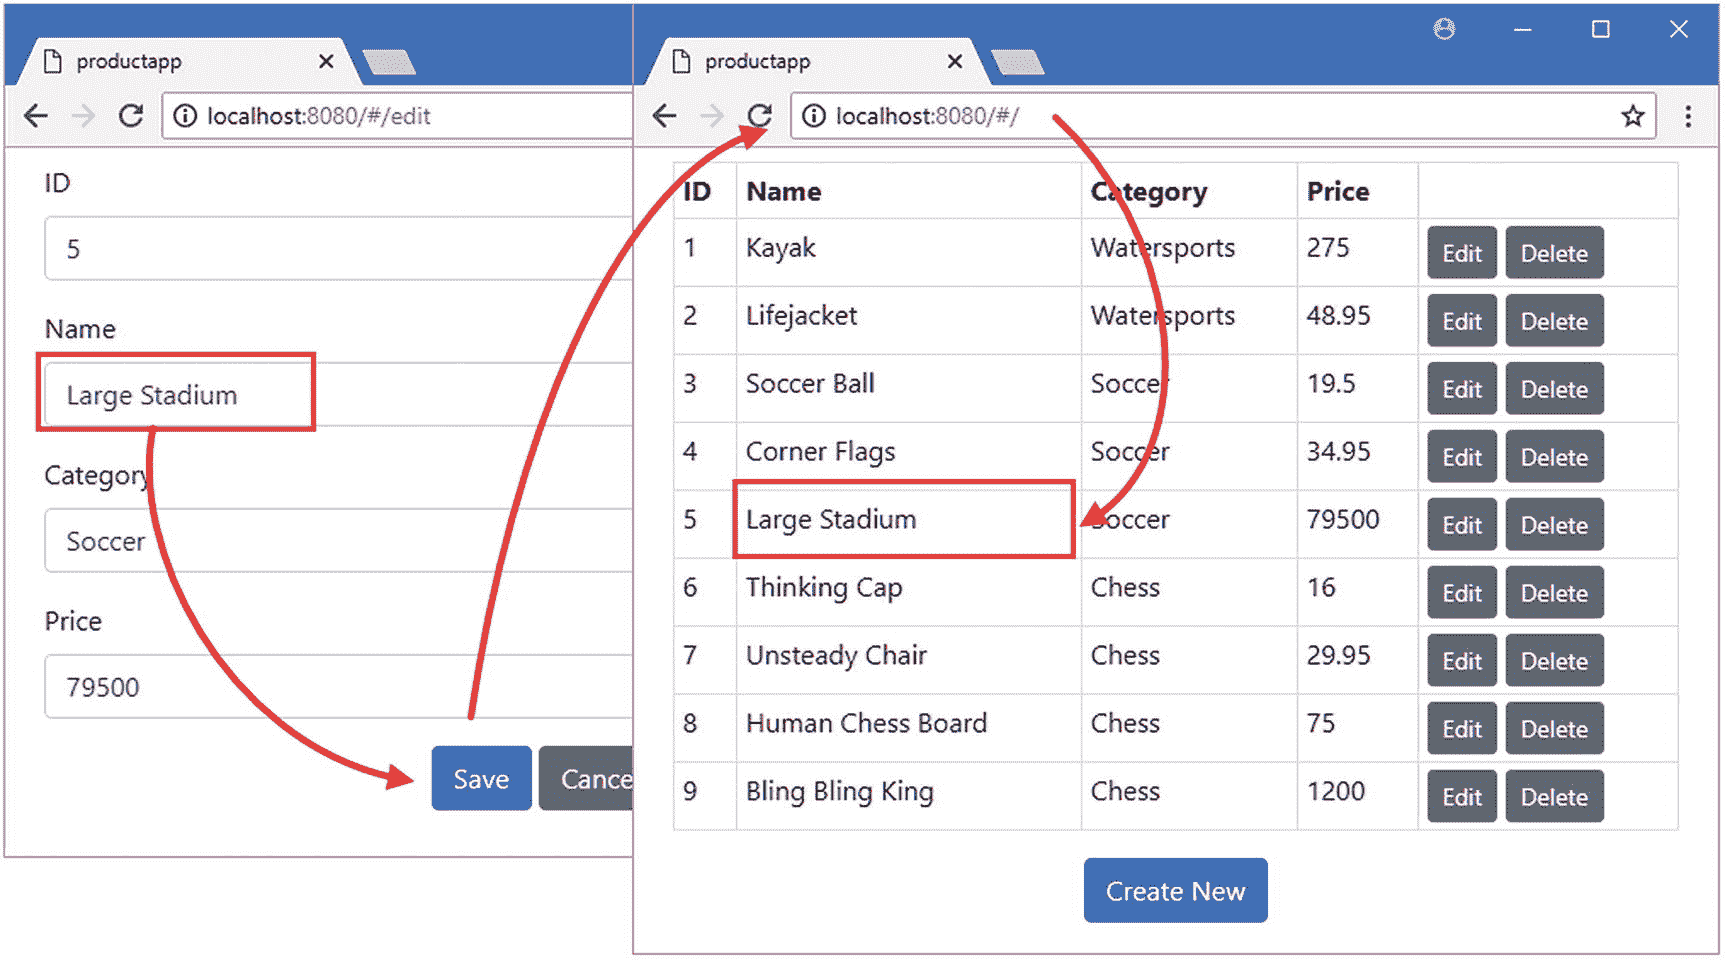 productapp
localhost:8080/#/edit
ID
5
Name
Large Stadium
Category
Soccer
Price
79500
Save Cance
productapp
localhost:8080/#/
ID Name Category Price
1 Kayak Watersports 275 Edit Delete
2 Lifejacket Watersports 48.95 Edit Delete
3 Soccer Ball Soccer 19.5 Edit Delete
4 Corner Flags Soccer 34.95 Edit Delete
5 Large Stadium Soccer 79500 Edit Delete
6 Thinking Cap Chess 16 Edit Delete
7 Unsteady Chair Chess 29.95 Edit Delete
8 Human Chess Board Chess 75 Edit Delete
9 Bling Bling King Chess 1200 Edit Delete
Create New